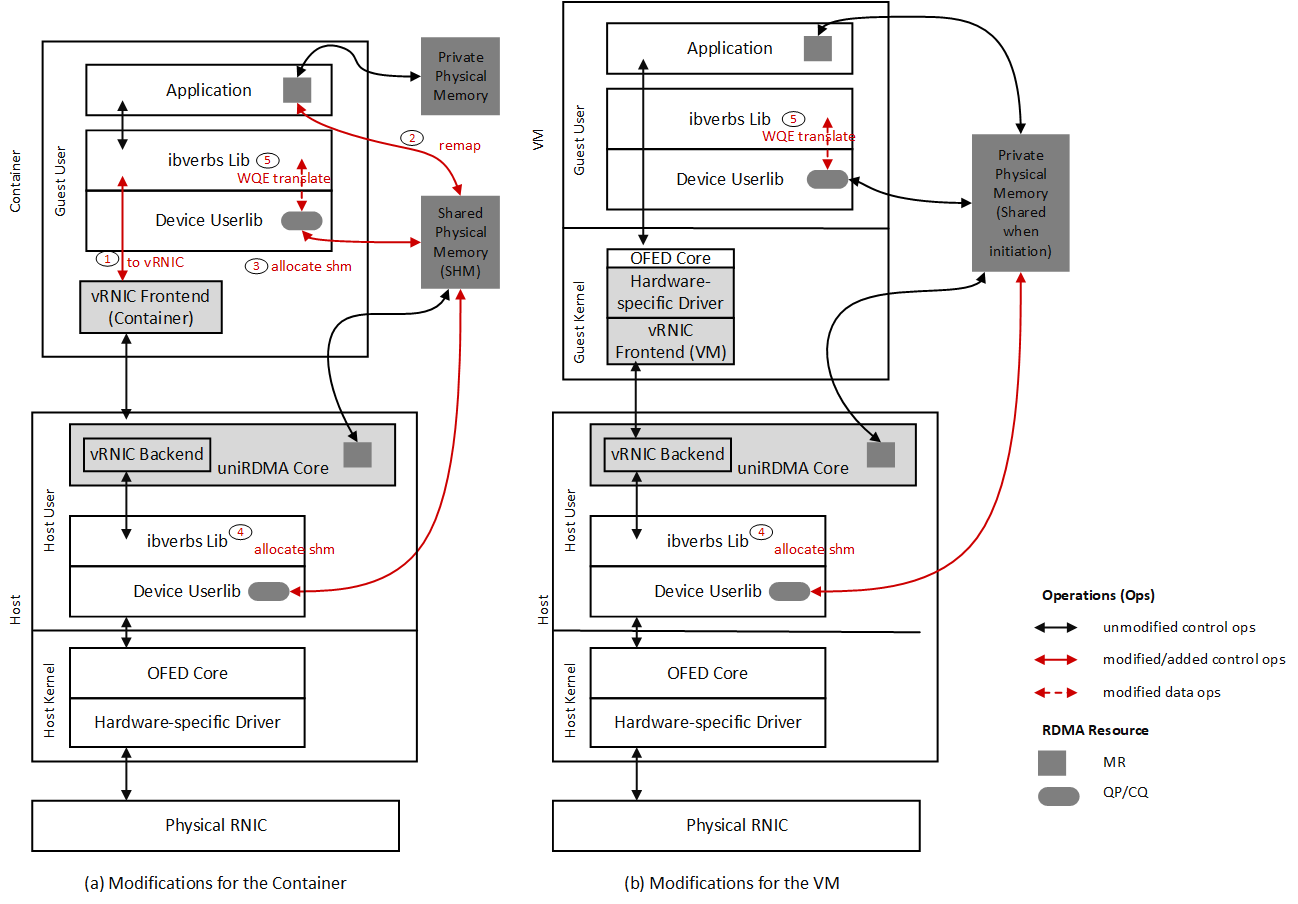 Container
Guest User
Application
Private
Physical
Memory
2
remap
ibverbs Lib
5
WQE translate
Device Userlib
Shared
Physical
Memory
(SHM)
1
to vRNIC
3
allocate shm
vRNIC Frontend
(Container)
Host
Host User
vRNIC Backend
uniRDMA Core
ibverbs Lib
4
allocate shm
Device Userlib
Host Kernel
OFED Core
Hardware-specific Driver
Physical RNIC
(a) Modifications for the Container
VM
Guest User
Application
ibverbs Lib
5
WQE translate
Device Userlib
Private
Physical
Memory
(Shared
when
initiation)
Guest Kernel
OFED Core
Hardware-
specific Driver
vRNIC
Frontend (VM)
Host
Host User
vRNIC Backend
uniRDMA Core
ibverbs Lib
4
allocate shm
Device Userlib
Host Kernel
OFED Core
Hardware-specific Driver
Physical RNIC
(b) Modifications for the VM
Operations (Ops)
unmodified control ops
modified/added control ops
modified data ops
RDMA Resource
MR
QP/CQ